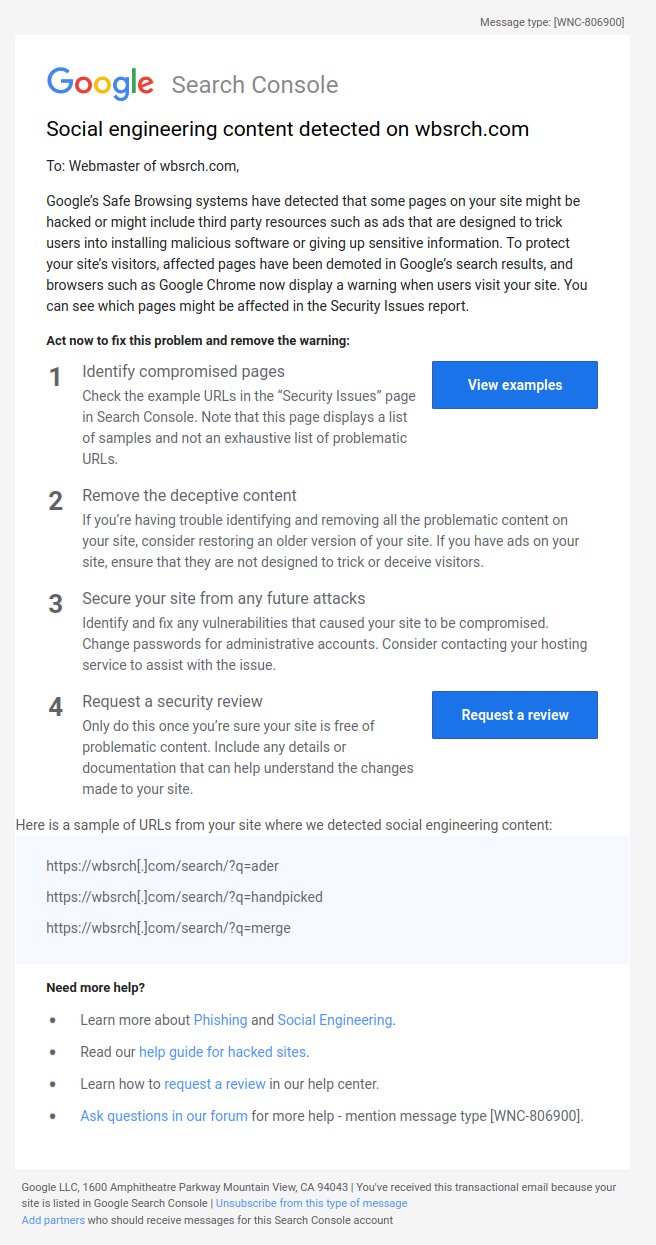 Message type: [WNC-806900]
Google Search Console
Social engineering content detected on wbsrch.com
To: Webmaster of wbsrch.com,
Google’s Safe Browsing systems have detected that some pages on your site might be
hacked or might include third party resources such as ads that are designed to trick
users into installing malicious software or giving up sensitive information. To protect
your site’s visitors, affected pages have been demoted in Google’s search results, and
browsers such as Google Chrome now display a warning when users visit your site. You
can see which pages might be affected in the Security Issues report.
Act now to fix this problem and remove the warning:
1 Identify compromised pages
View examples
Check the example URLs in the “Security Issues” page
in Search Console. Note that this page displays a list
of samples and not an exhaustive list of problematic
URLs.
2 Remove the deceptive content
If you’re having trouble identifying and removing all the problematic content on
your site, consider restoring an older version of your site. If you have ads on your
site, ensure that they are not designed to trick or deceive visitors.
3 Secure your site from any future attacks
Identify and fix any vulnerabilities that caused your site to be compromised.
Change passwords for administrative accounts. Consider contacting your hosting
service to assist with the issue.
4 Request a security review
Request a review
Only do this once you’re sure your site is free of
problematic content. Include any details or
documentation that can help understand the changes
made to your site.
Here is a sample of URLs from your site where we detected social engineering content:
https://wbsrch[.]com/search/?q=ader
https://wbsrch[.]com/search/?q=handpicked
https://wbsrch[.]com/search/?q=merge
Need more help?
• Learn more about Phishing and Social Engineering.
• Read our help guide for hacked sites.
• Learn how to request a review in our help center.
• Ask questions in our forum for more help - mention message type [WNC-806900].
Google LLC, 1600 Amphitheatre Parkway Mountain View, CA 94043 | You've received this transactional email because your
site is listed in Google Search Console | Unsubscribe from this type of message
Add partners who should receive messages for this Search Console account